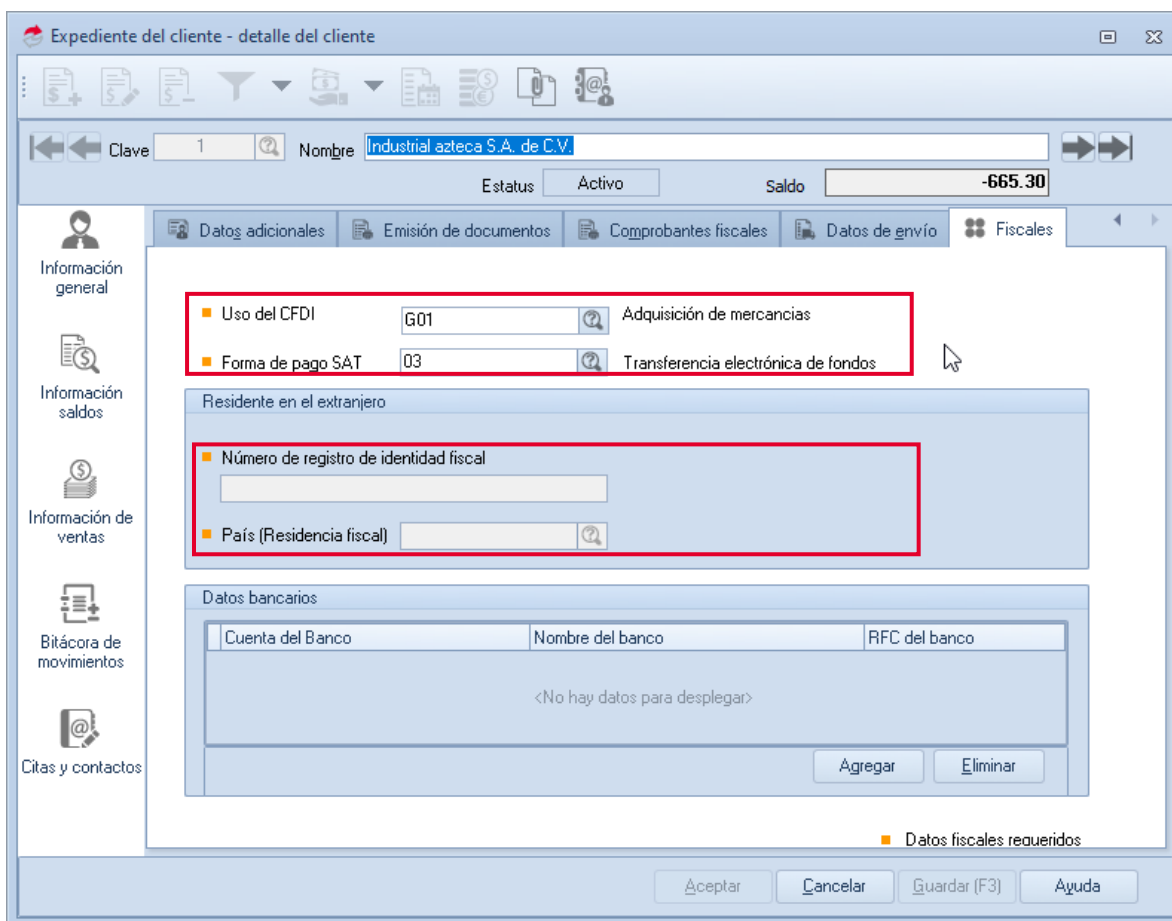 Expediente del cliente - detalle del cliente
Clave 1 Nombre Industrial azteca S.A. de C.V.
Estatus Activo Saldo -665.30
Datos adicionales Emisión de documentos Comprobantes fiscales Datos de envío Fiscales
Información
general
Información
saldos
Información de
ventas
Bitácora de
movimientos
Citas y contactos
Uso del CFDI G01 Adquisición de mercancias
Forma de pago SAT 03 Transferencia electrónica de fondos
Residente en el extranjero
Número de registro de identidad fiscal
País (Residencia fiscal)
Datos bancarios
Cuenta del Banco Nombre del banco RFC del banco
<No hay datos para desplegar>
Agregar Eliminar
Datos fiscales requeridos
Aceptar Cancelar Guardar (F3) Ayuda